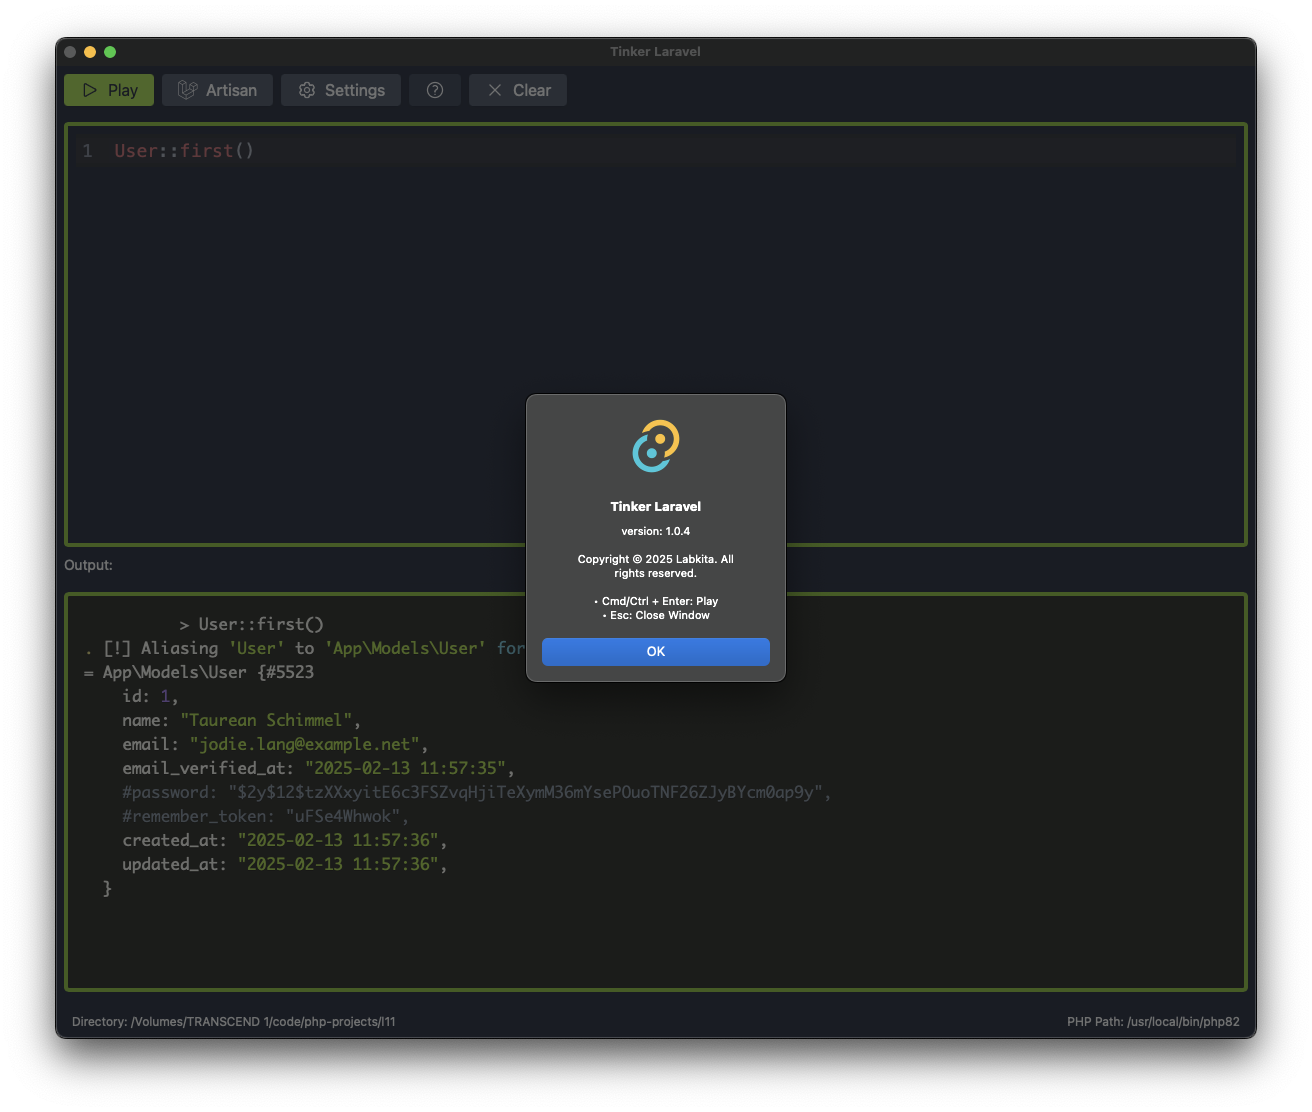 Tinker Laravel
Play Artisan Settings ? Clear
1 User::first()
Tinker Laravel
version: 1.0.4
Copyright © 2025 Labkita. All
rights reserved.
• Cmd/Ctrl + Enter: Play
• Esc: Close Window
OK
Output:
> User::first()
. [!] Aliasing 'User' to 'App\Models\User' for
= App\Models\User {#5523
id: 1,
name: "Taurean Schimmel",
email: "jodie.lang@example.net",
email_verified_at: "2025-02-13 11:57:35",
#password: "$2y$12$tzXXxyitE6c3FSZvqHjiTeXymM36mYsePOuoTNF26ZJyBYcm0ap9y",
#remember_token: "uFSe4Whwok",
created_at: "2025-02-13 11:57:36",
updated_at: "2025-02-13 11:57:36",
}
Directory: /Volumes/TRANSCEND 1/code/php-projects/l11
PHP Path: /usr/local/bin/php82